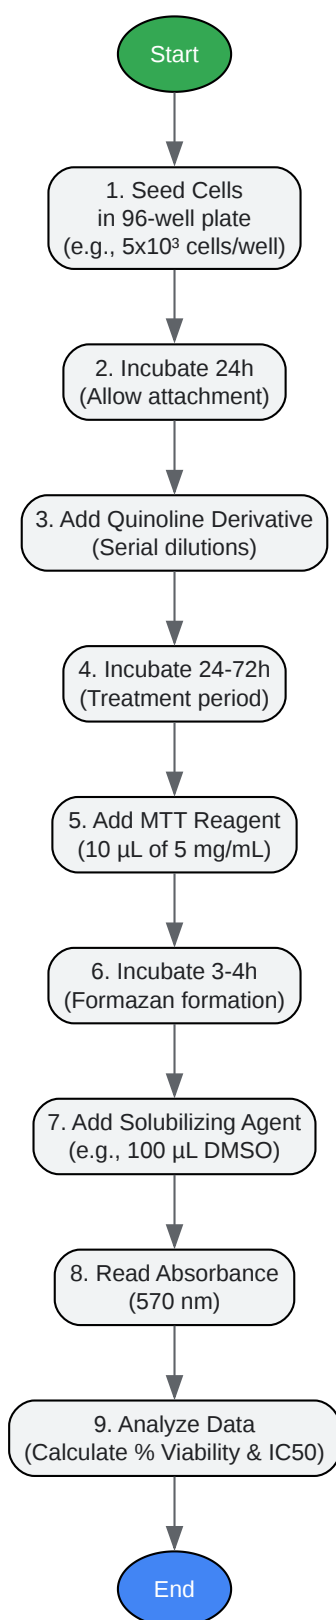 Start
1. Seed Cells
in 96-well plate
(e.g., 5x10³ cells/well)
2. Incubate 24h
(Allow attachment)
3. Add Quinoline Derivative
(Serial dilutions)
4. Incubate 24-72h
(Treatment period)
5. Add MTT Reagent
(10 µL of 5 mg/mL)
6. Incubate 3-4h
(Formazan formation)
7. Add Solubilizing Agent
(e.g., 100 µL DMSO)
8. Read Absorbance
(570 nm)
9. Analyze Data
(Calculate % Viability & IC50)
End